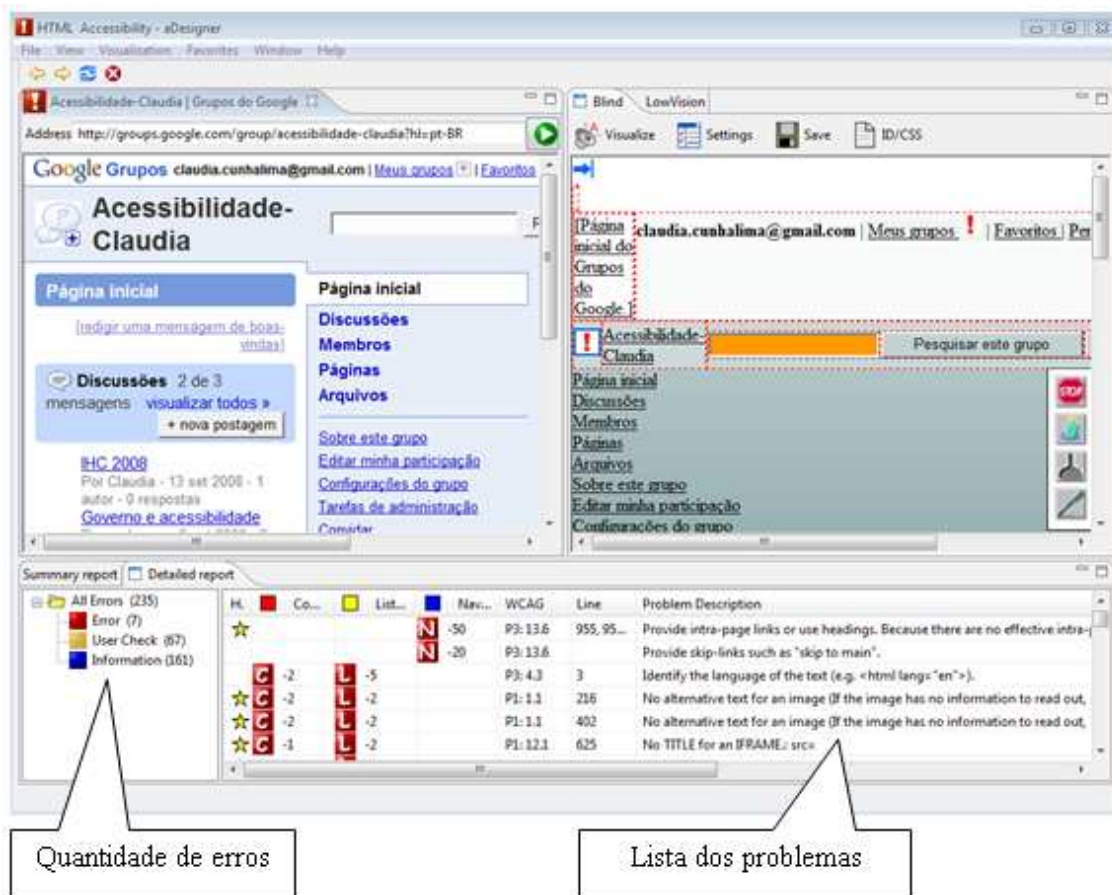 HTML Accessibility - aDesigner
File View Visualization Favorites Window Help
Acessibilidade-Claudia | Grupos do Google
Address http://groups.google.com/group/acessibilidade-claudia?hl=pt-BR
Google Grupos claudia.cunhalima@gmail.com | Meus grupos | Favoritos
Acessibilidade-
Claudia
Página inicial
[redigir uma mensagem de boas-
vindas]
Discussões 2 de 3
mensagens visualizar todos »
+ nova postagem
IHC 2008
Por Claudia - 13 set 2008 - 1
autor - 0 respostas
Governo e acessibilidade
Página inicial
Discussões
Membros
Páginas
Arquivos
Sobre este grupo
Editar minha participação
Configurações do grupo
Tarefas de administração
Convidar
Blind LowVision
Visualize Settings Save ID/CSS
[Página
inicial do
Grupos
do
Google ]
claudia.cunhalima@gmail.com | Meus grupos ! | Favoritos | Per
! Acessibilidade-
Claudia
Pesquisar este grupo
Página inicial
Discussões
Membros
Páginas
Arquivos
Sobre este grupo
Editar minha participação
Configurações do grupo
STOP
Summary report Detailed report
All Errors (235)
Error (7)
User Check (67)
Information (161)
H. Co... List... Nav... WCAG Line Problem Description
N -50 P3: 13.6 955, 95... Provide intra-page links or use headings. Because there are no effective intra-p
N -20 P3: 13.6 Provide skip-links such as "skip to main".
C -2 L -5 P3: 4.3 3 Identify the language of the text (e.g. <html lang="en">).
C -2 L -2 P1: 1.1 216 No alternative text for an image (If the image has no information to read out,
C -2 L -2 P1: 1.1 402 No alternative text for an image (If the image has no information to read out,
C -1 L -2 P1: 12.1 625 No TITLE for an IFRAME.: src=
Quantidade de erros
Lista dos problemas